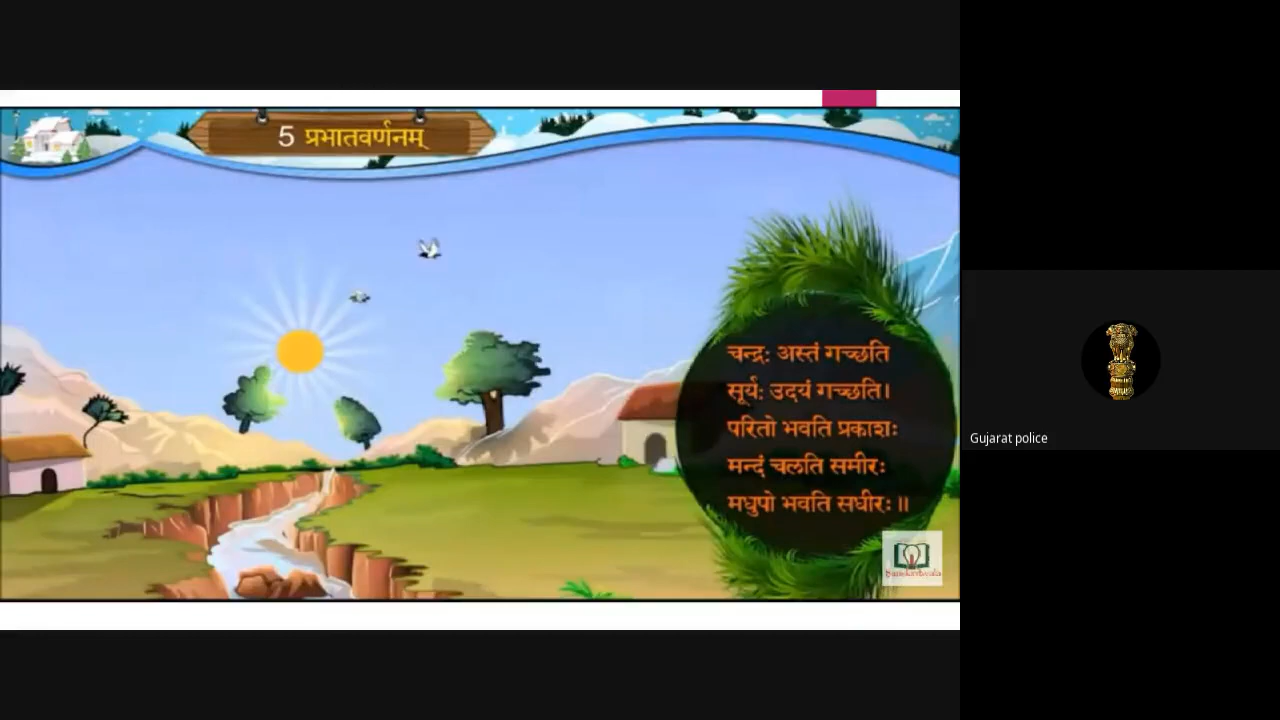 5 प्रभातवर्णनम्
चन्द्रः अस्तं गच्छति
सूर्यः उदयं गच्छति।
परितो भवति प्रकाशः
मन्दं चलति समीरः
मधुपो भवति सधीरः॥
Gujarat police